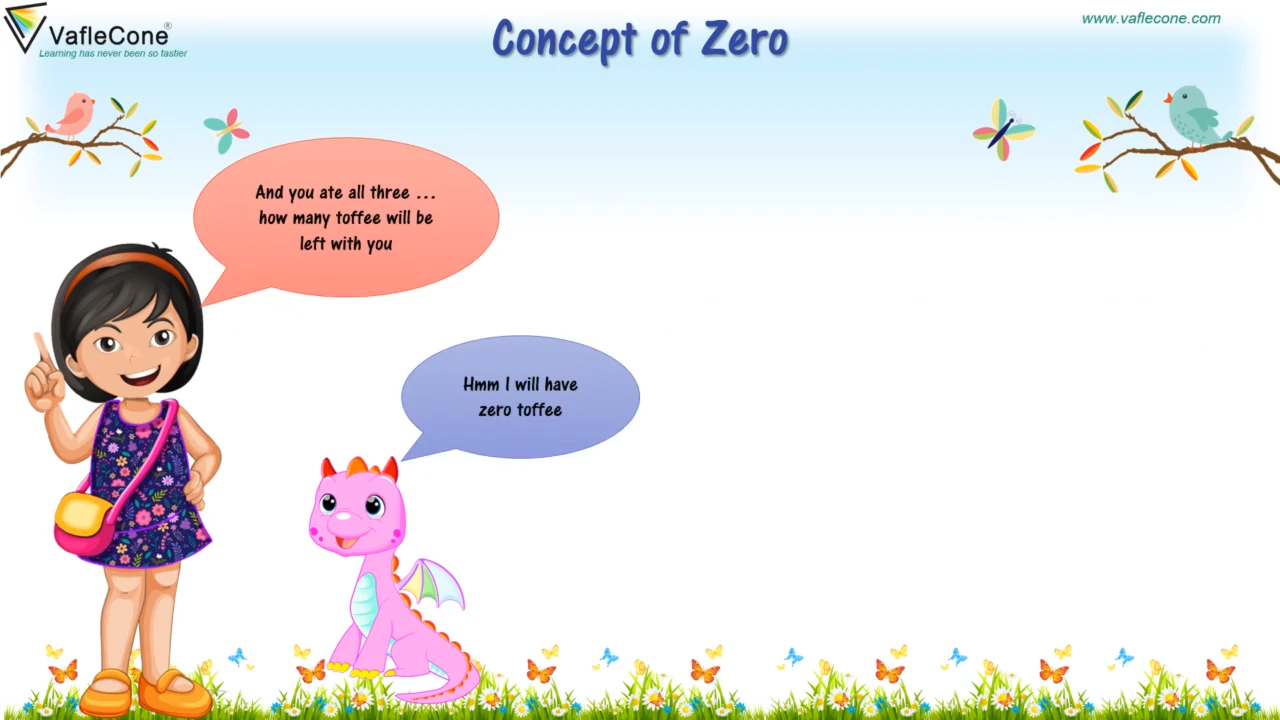 VafleCone®
Learning has never been so tastier
Concept of Zero
www.vaflecone.com
And you ate all three ...
how many toffee will be
left with you
Hmm I will have
zero toffee